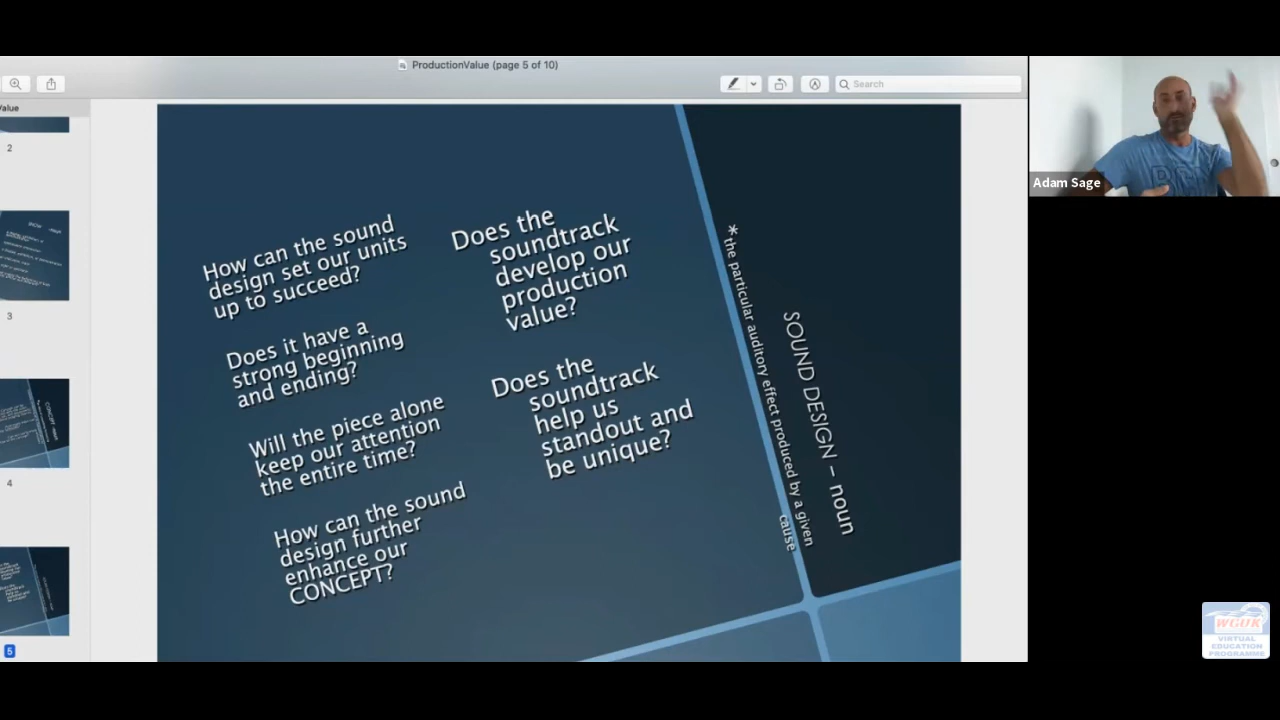 ProductionValue (page 5 of 10)
Search
Value
2
3
4
5
How can the sound
design set our units
up to succeed?
Does it have a
strong beginning
and ending?
Will the piece alone
keep our attention
the entire time?
How can the sound
design further
enhance our
CONCEPT?
Does the
soundtrack
develop our
production
value?
Does the
soundtrack
help us
standout and
be unique?
SOUND DESIGN – noun
* the particular auditory effect produced by a given
cause
Adam Sage
WGUK
VIRTUAL
EDUCATION
PROGRAMME